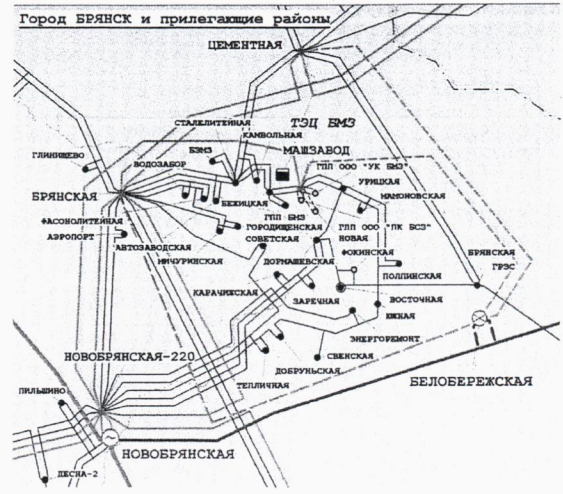 Город БРЯНСК и прилегающие районы
ЦЕМЕНТНАЯ
СТАЛЕЛИТЕЙНАЯ
ТЭЦ БМЗ
КАМВОЛЬНАЯ
ГЛИНИЩЕВО
БЭМЗ
МАШЗАВОД
ВОДОЗАБОР
ГПП ООО "УК БМЗ"
УРИЦКАЯ
БРЯНСКАЯ
БЕЖИЦКАЯ
МАМОНОВСКАЯ
ФАСОНОЛИТЕЙНАЯ
ГПП БМЗ
ГПП ООО "ПК БСЗ"
ГОРОДИЩЕНСКАЯ
АЭРОПОРТ
АВТОЗАВОДСКАЯ
СОВЕТСКАЯ
НОВАЯ
МИЧУРИНСКАЯ
ДОРМАШЕВСКАЯ
ФОКИНСКАЯ
БРЯНСКАЯ
ГРЭС
ПОЛПИНСКАЯ
КАРАЧИЖСКАЯ
ЗАРЕЧНАЯ
ВОСТОЧНАЯ
ЮЖНАЯ
ЭНЕРГОРЕМОНТ
НОВОБРЯНСКАЯ-220
СВЕНСКАЯ
ДОБРУНЬСКАЯ
ТЕПЛИЧНАЯ
БЕЛОБЕРЕЖСКАЯ
ПИЛЬШИНО
НОВОБРЯНСКАЯ
ДЕСНА-2